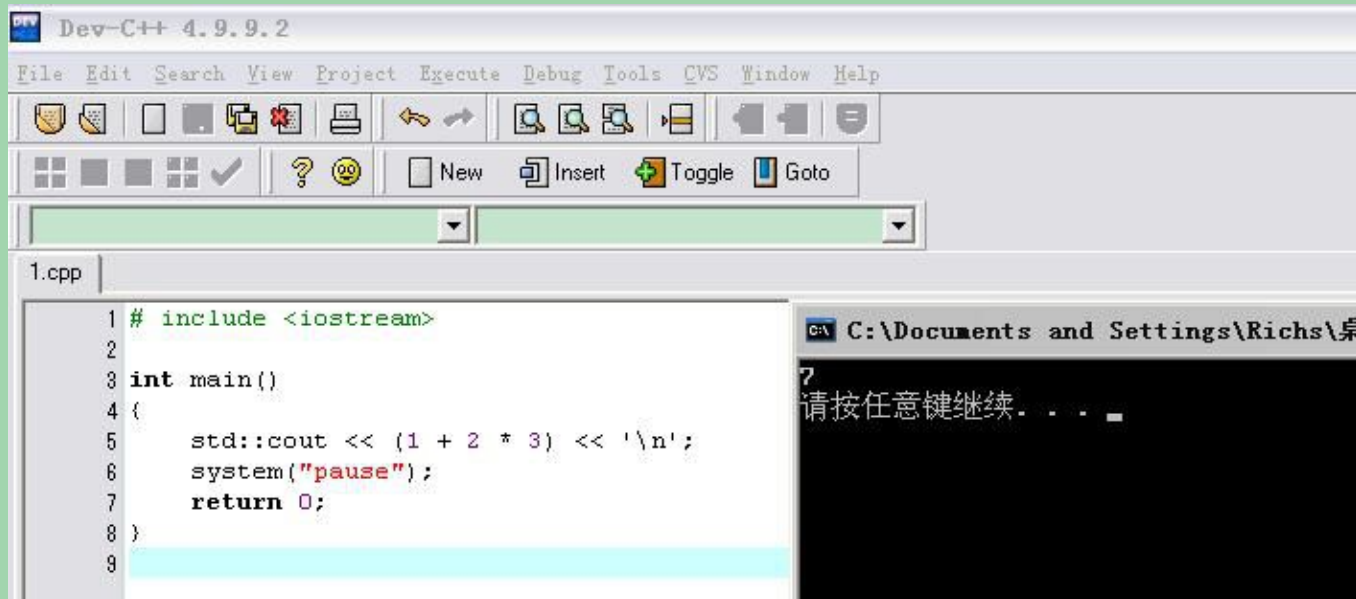 Dev-C++ 4.9.9.2
File Edit Search View Project Execute Debug Tools CVS Window Help
New Insert Toggle Goto
1.cpp
1 # include <iostream>
2
3 int main()
4 {
5     std::cout << (1 + 2 * 3) << '\n';
6     system("pause");
7     return 0;
8 }
9
C:\Documents and Settings\Richs\桌
7
请按任意键继续. . .